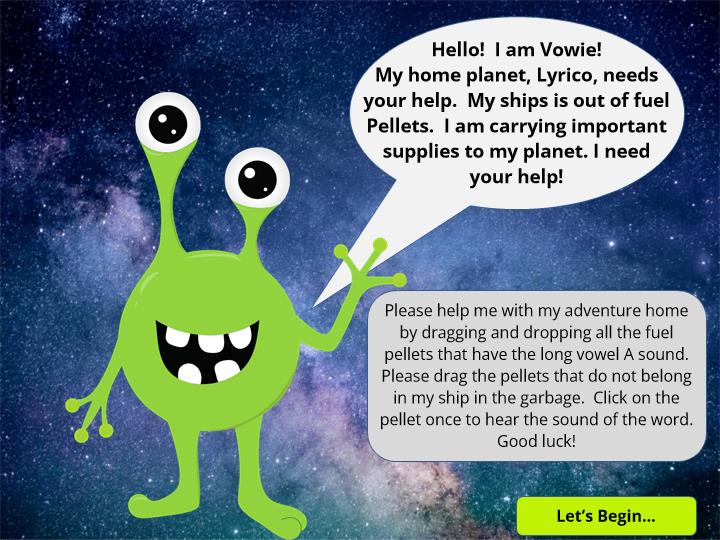 Hello!  I am Vowie!
My home planet, Lyrico, needs
your help.  My ships is out of fuel
Pellets.  I am carrying important
supplies to my planet. I need
your help!
Please help me with my adventure home
by dragging and dropping all the fuel
pellets that have the long vowel A sound.
Please drag the pellets that do not belong
in my ship in the garbage.  Click on the
pellet once to hear the sound of the word.
Good luck!
Let’s Begin...